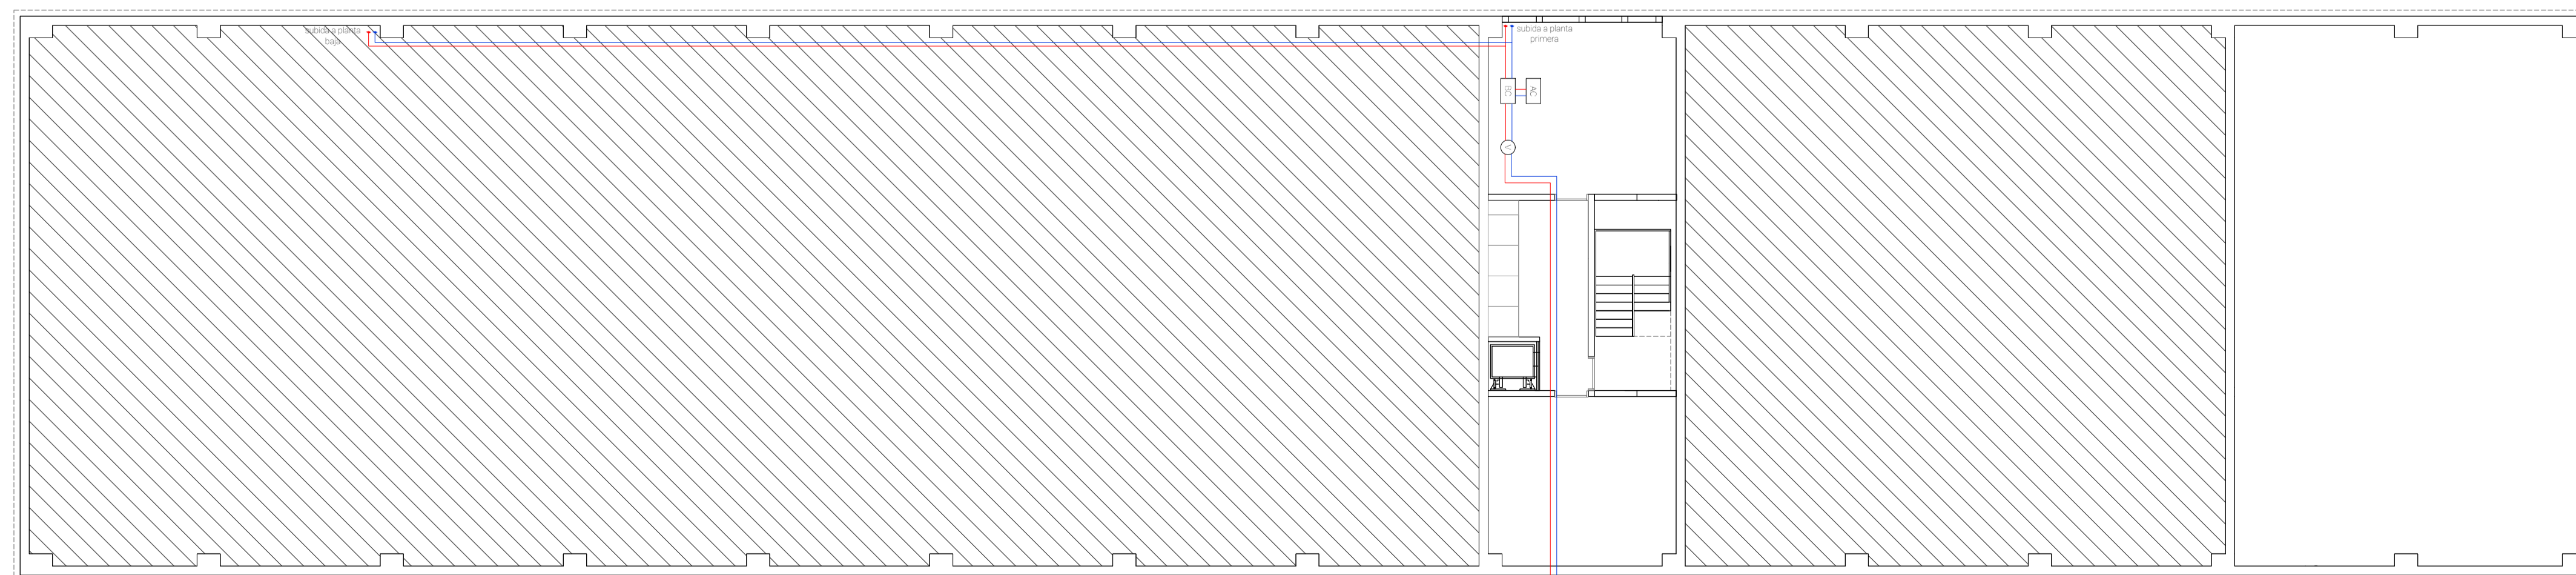 subida a planta
baja
subida a planta
primera
BC
AC
V